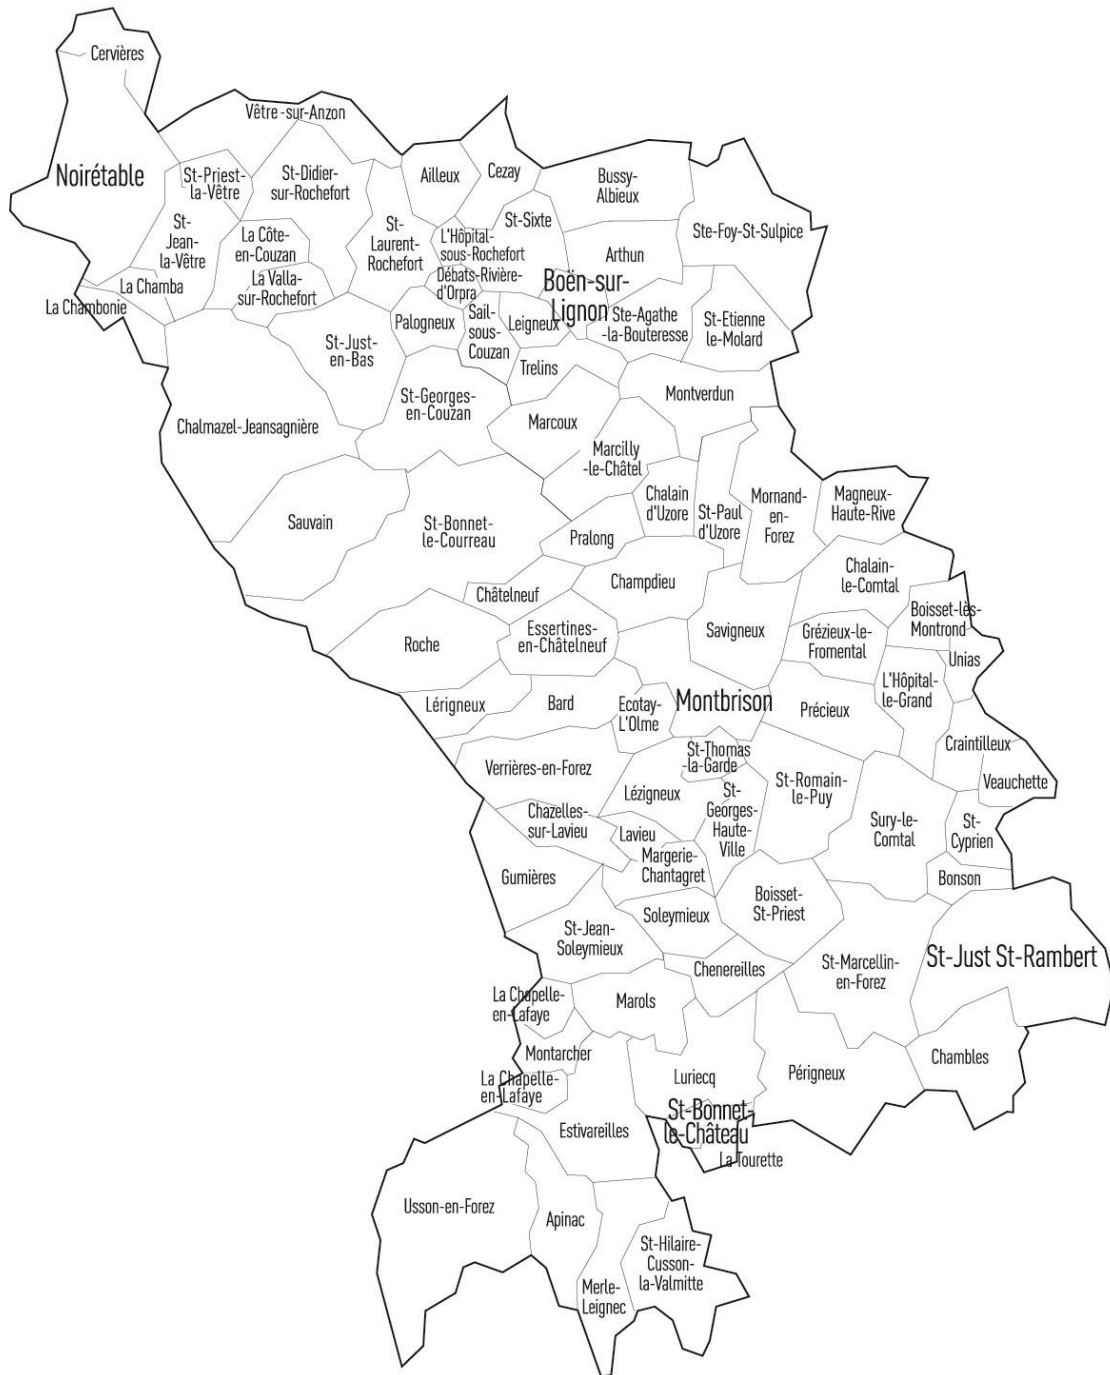 Cervières
Vêtre -sur-Anzon
Noirétable
St-Priest-
la-Vêtre
St-Didier-
sur-Rochefort
Ailleux
Cezay
Bussy-
Albieux
St-
Jean-
la-Vêtre
La Côte-
en-Couzan
St-
Laurent-
Rochefort
St-Sixte
L'Hôpital-
sous-Rochefort
Arthun
Ste-Foy-St-Sulpice
La Chamba
La Chambonie
La Valla-
sur-Rochefort
Débats-Rivière-
d'Orpra
Boën-sur-
Lignon
Palogneux
Sail-
sous-
Couzan
Leigneux
Ste-Agathe
-la-Bouteresse
St-Etienne
le-Molard
St-Just-
en-Bas
Trelins
St-Georges-
en-Couzan
Montverdun
Chalmazel-Jeansagnière
Marcoux
Marcilly
-le-Châtel
Sauvain
St-Bonnet-
le-Courreau
Chalain
d'Uzore
St-Paul
d'Uzore
Mornand-
en-
Forez
Magneux-
Haute-Rive
Pralong
Champdieu
Chalain-
le-Comtal
Châtelneuf
Boisset-lès-
Montrond
Roche
Essertines-
en-Châtelneuf
Savigneux
Grézieux-le-
Fromental
Unias
L'Hôpital-
le-Grand
Lérigneux
Bard
Ecotay-
L'Olme
Montbrison
Précieux
Craintilleux
St-Thomas
-la-Garde
Verrières-en-Forez
Lézigneux
St-Romain-
le-Puy
Veauchette
St-
Georges-
Haute-
Ville
Chazelles-
sur-Lavieu
Lavieu
Sury-le-
Comtal
St-
Cyprien
Margerie-
Chantagret
Gumières
Bonson
Boisset-
St-Priest
Soleymieux
St-Jean-
Soleymieux
St-Just St-Rambert
Chenereilles
St-Marcellin-
en-Forez
La Chapelle-
en-Lafaye
Marols
Montarcher
Chambles
Périgneux
Luriecq
La Chapelle-
en-Lafaye
St-Bonnet-
le-Château
Estivareilles
La Tourette
Usson-en-Forez
Apinac
St-Hilaire-
Cusson-
la-Valmitte
Merle-
Leignec